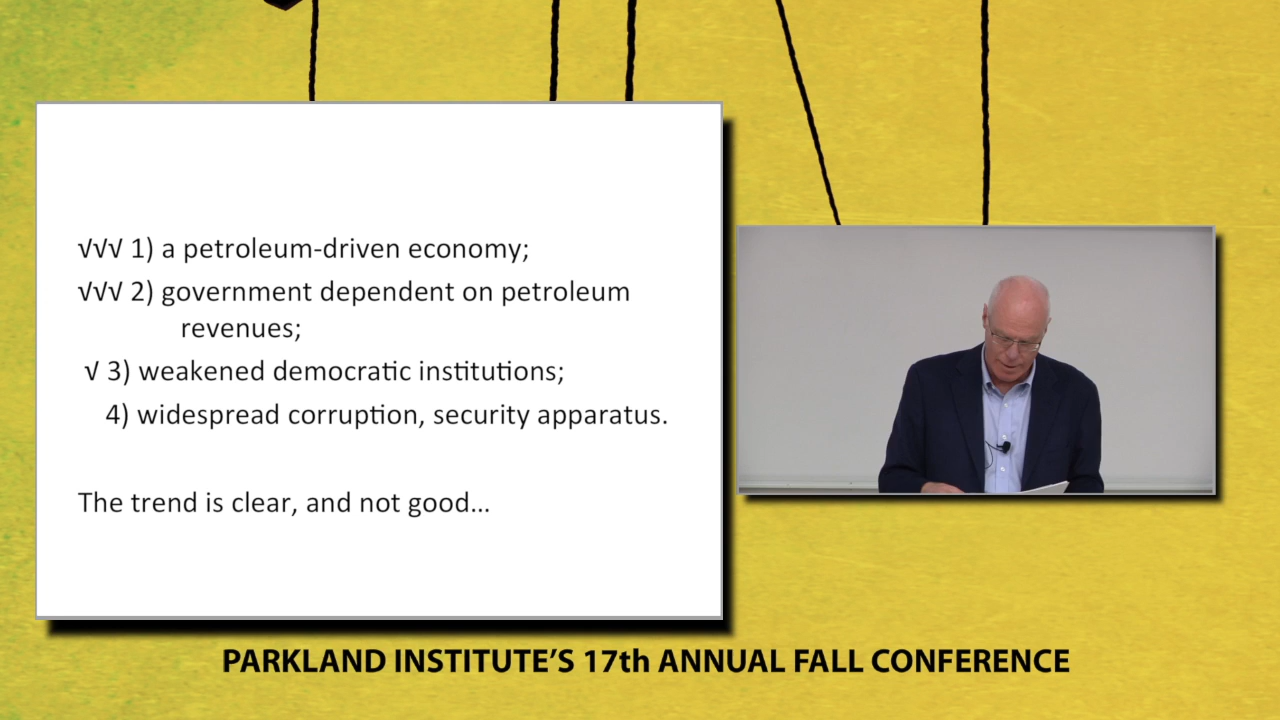 √√√ 1) a petroleum-driven economy;
√√√ 2) government dependent on petroleum
revenues;
√ 3) weakened democratic institutions;
4) widespread corruption, security apparatus.
The trend is clear, and not good...
PARKLAND INSTITUTE’S 17th ANNUAL FALL CONFERENCE